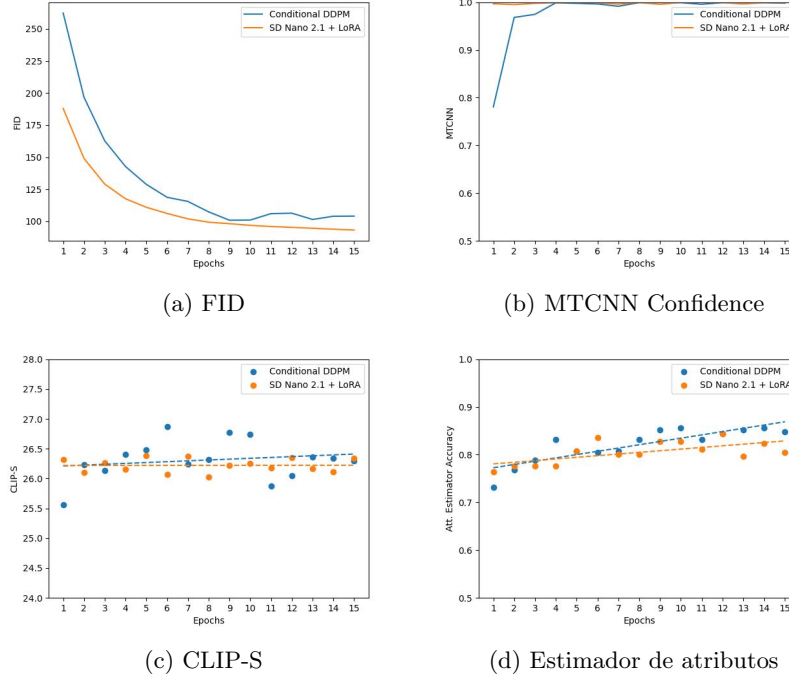 Conditional DDPM
SD Nano 2.1 + LoRA
250
225
200
175
150
125
100
FID
1 2 3 4 5 6 7 8 9 10 11 12 13 14 15
Epochs
(a) FID
Conditional DDPM
SD Nano 2.1 + LoRA
1.0
0.9
0.8
0.7
0.6
0.5
MTCNN
1 2 3 4 5 6 7 8 9 10 11 12 13 14 15
Epochs
(b) MTCNN Confidence
Conditional DDPM
SD Nano 2.1 + LoRA
28.0
27.5
27.0
26.5
26.0
25.5
25.0
24.5
24.0
CLIP-S
1 2 3 4 5 6 7 8 9 10 11 12 13 14 15
Epochs
(c) CLIP-S
Conditional DDPM
SD Nano 2.1 + LoRA
1.0
0.9
0.8
0.7
0.6
0.5
Att. Estimator Accuracy
1 2 3 4 5 6 7 8 9 10 11 12 13 14 15
Epochs
(d) Estimador de atributos